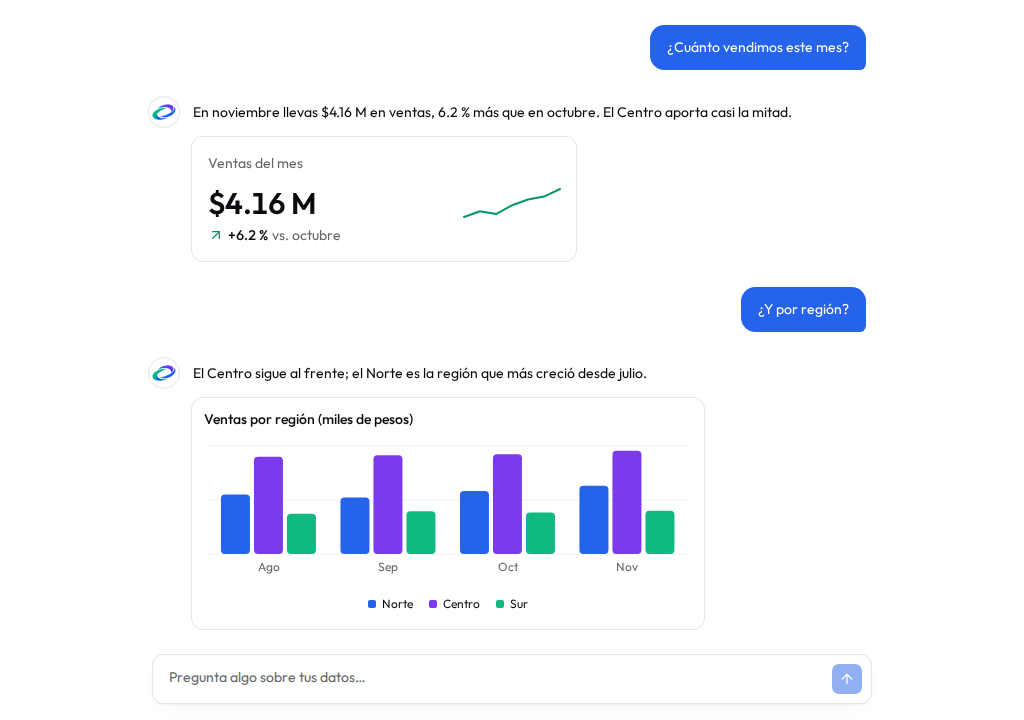 ¿Cuánto vendimos este mes?
En noviembre llevas $4.16 M en ventas, 6.2 % más que en octubre. El Centro aporta casi la mitad.
Ventas del mes
$4.16 M
+6.2 % vs. octubre
¿Y por región?
El Centro sigue al frente; el Norte es la región que más creció desde julio.
Ventas por región (miles de pesos)
Ago Sep Oct Nov
Norte Centro Sur
Pregunta algo sobre tus datos…